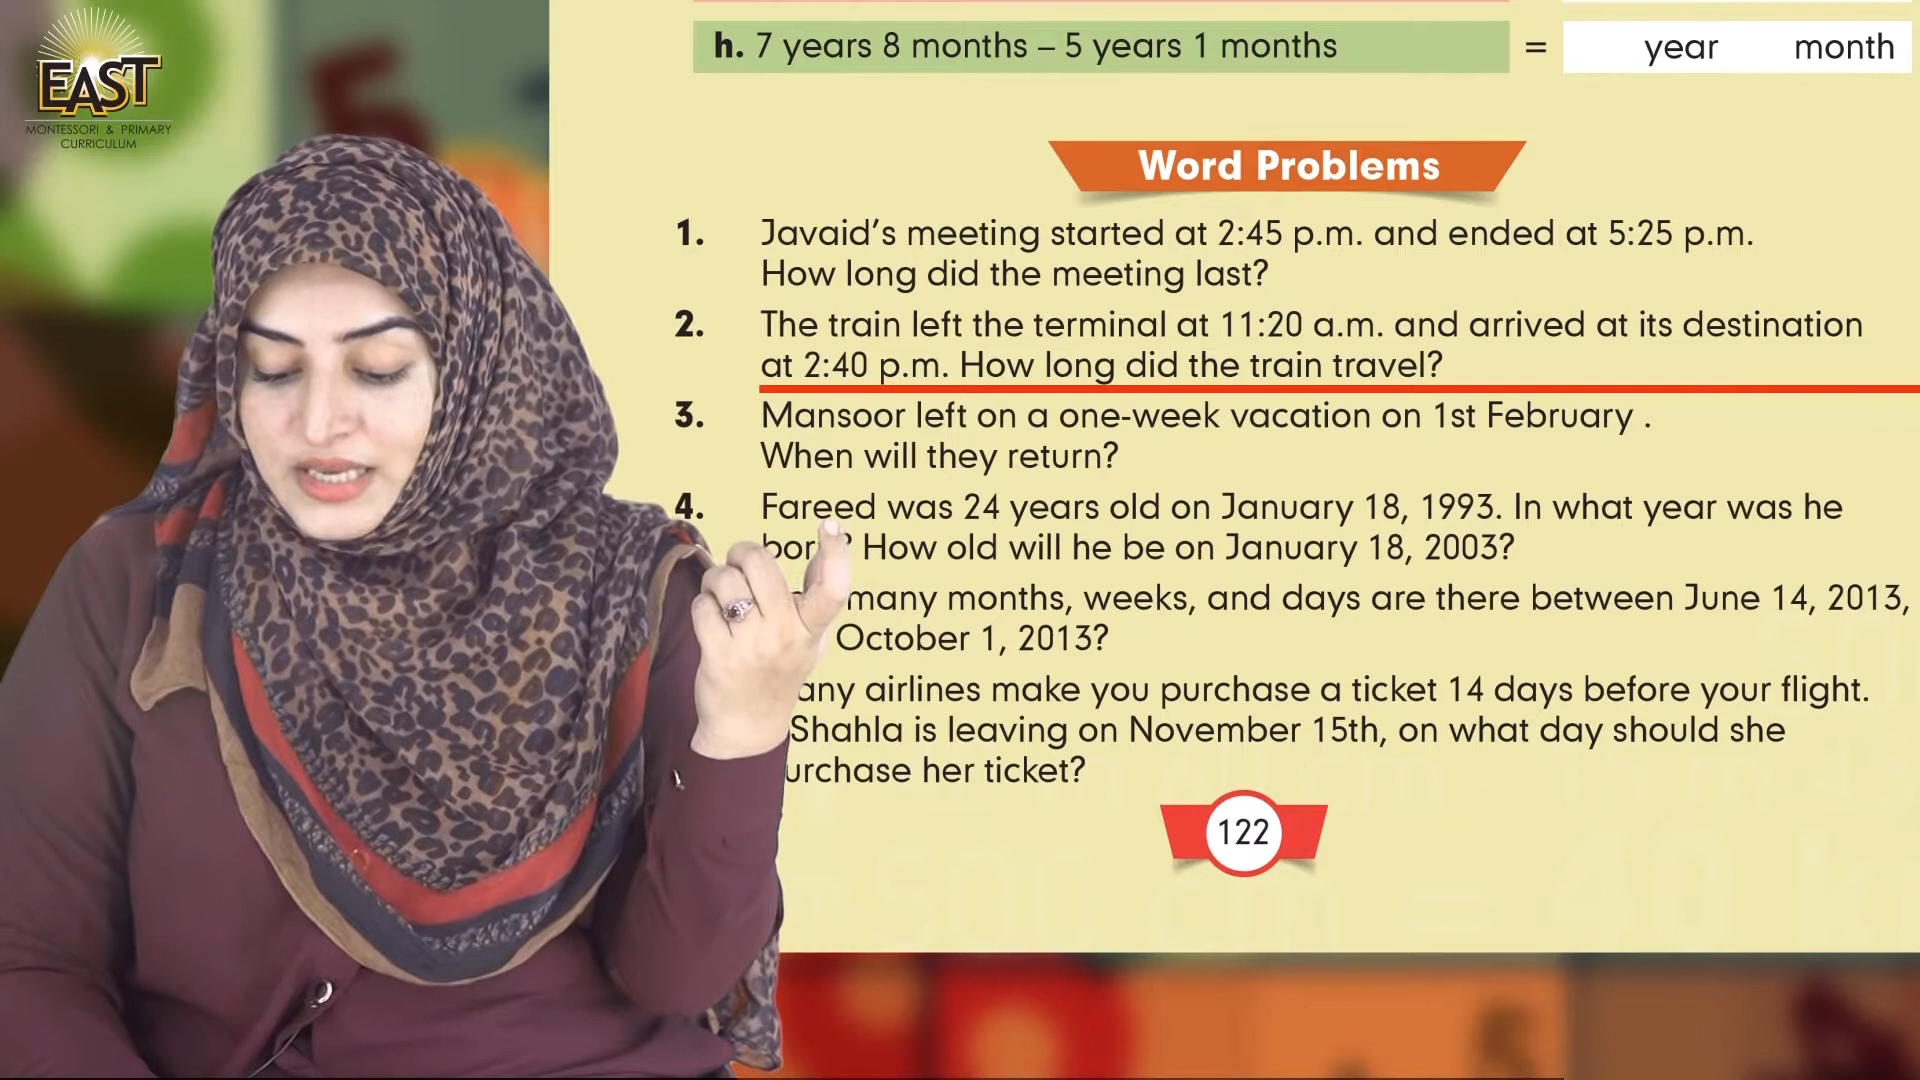 EAST
MONTESSORI & PRIMARY
CURRICULUM
h. 7 years 8 months – 5 years 1 months = year month
Word Problems
1. Javaid's meeting started at 2:45 p.m. and ended at 5:25 p.m.
How long did the meeting last?
2. The train left the terminal at 11:20 a.m. and arrived at its destination
at 2:40 p.m. How long did the train travel?
3. Mansoor left on a one-week vacation on 1st February .
When will they return?
4. Fareed was 24 years old on January 18, 1993. In what year was he
How old will he be on January 18, 2003?
many months, weeks, and days are there between June 14, 2013,
October 1, 2013?
airlines make you purchase a ticket 14 days before your flight.
Shahla is leaving on November 15th, on what day should she
her ticket?
122